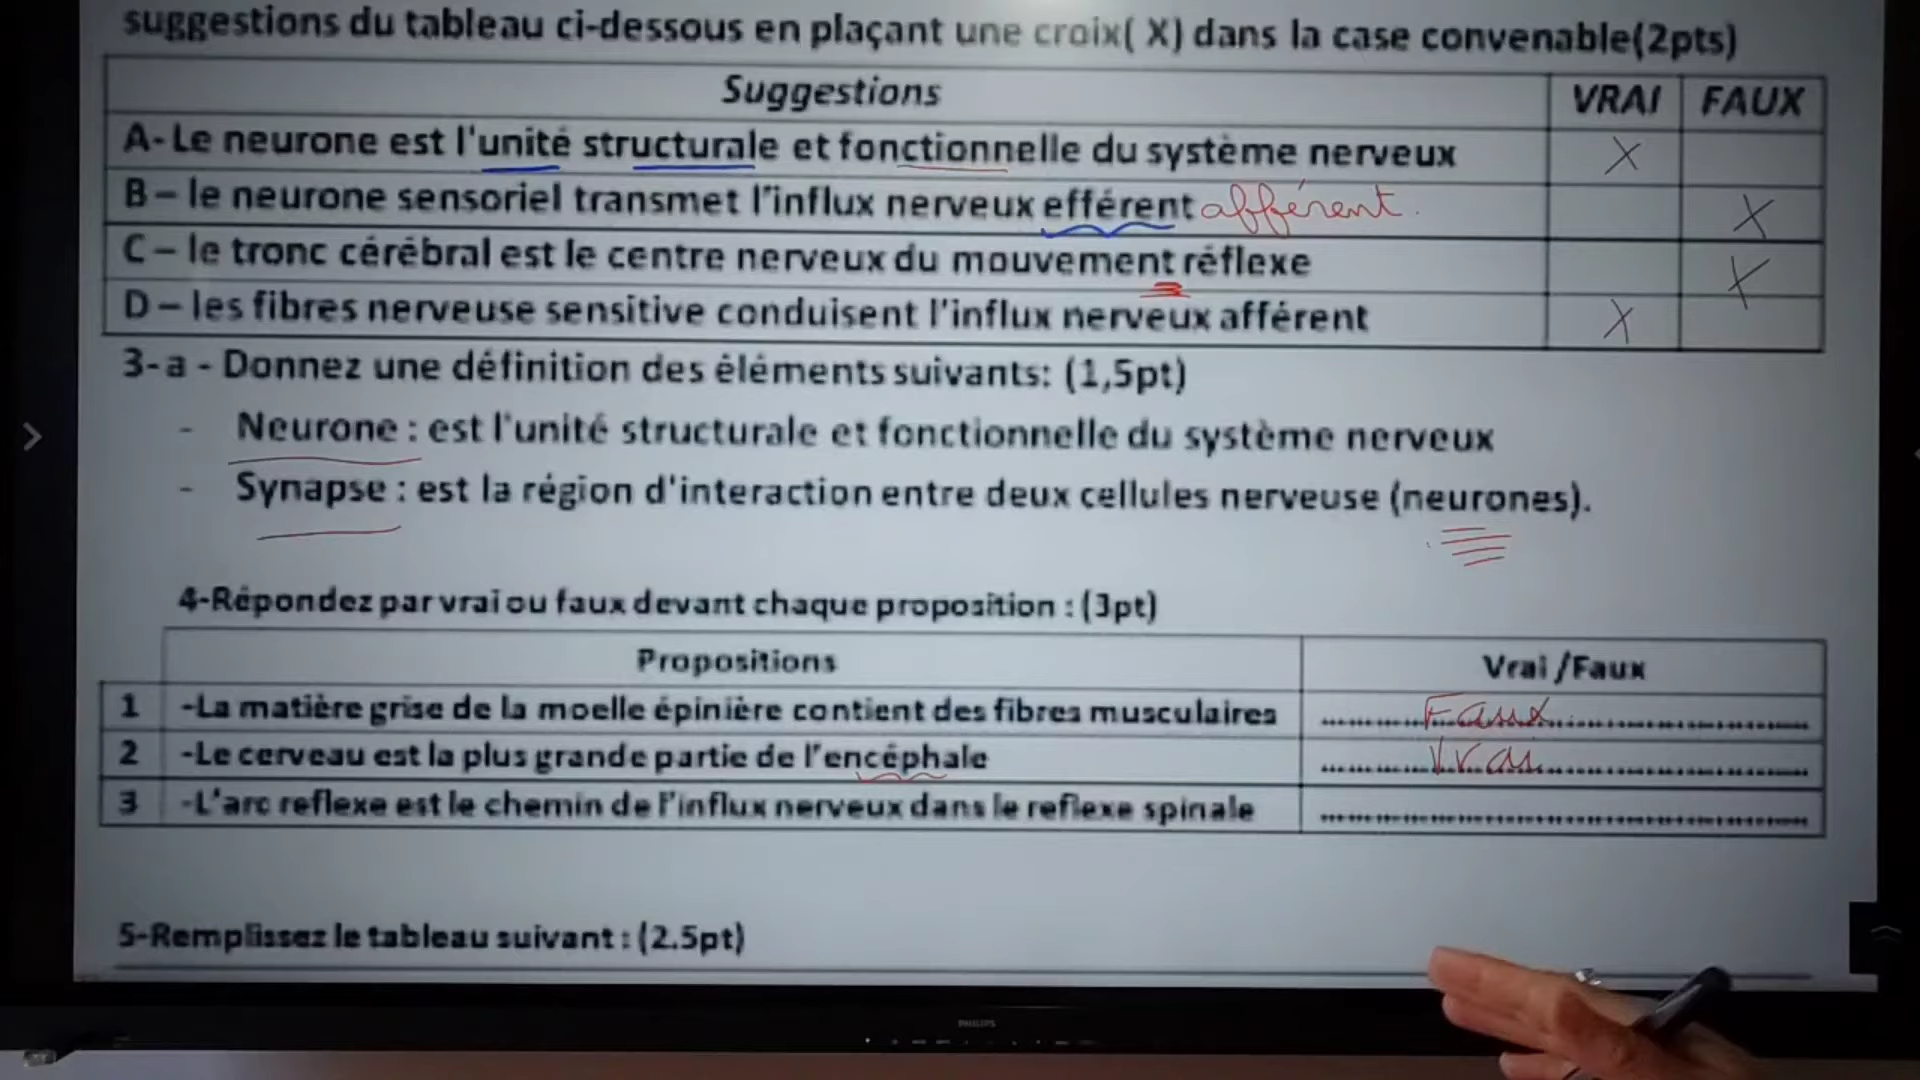 suggestions du tableau ci-dessous en plaçant une croix( X) dans la case convenable(2pts)
Suggestions VRAI FAUX
A- Le neurone est l'unité structurale et fonctionnelle du système nerveux X
B – le neurone sensoriel transmet l'influx nerveux efférent afférent. X
C – le tronc cérébral est le centre nerveux du mouvement réflexe X
D – les fibres nerveuse sensitive conduisent l'influx nerveux afférent X
3- a - Donnez une définition des éléments suivants: (1,5pt)
- Neurone : est l'unité structurale et fonctionnelle du système nerveux
- Synapse : est la région d'interaction entre deux cellules nerveuse (neurones).
4-Répondez par vrai ou faux devant chaque proposition : (3pt)
Propositions Vrai /Faux
1 -La matière grise de la moelle épinière contient des fibres musculaires Faux
2 -Le cerveau est la plus grande partie de l'encéphale Vrai
3 -L'arc reflexe est le chemin de l'influx nerveux dans le reflexe spinale
5-Remplissez le tableau suivant : (2.5pt)
PHILIPS